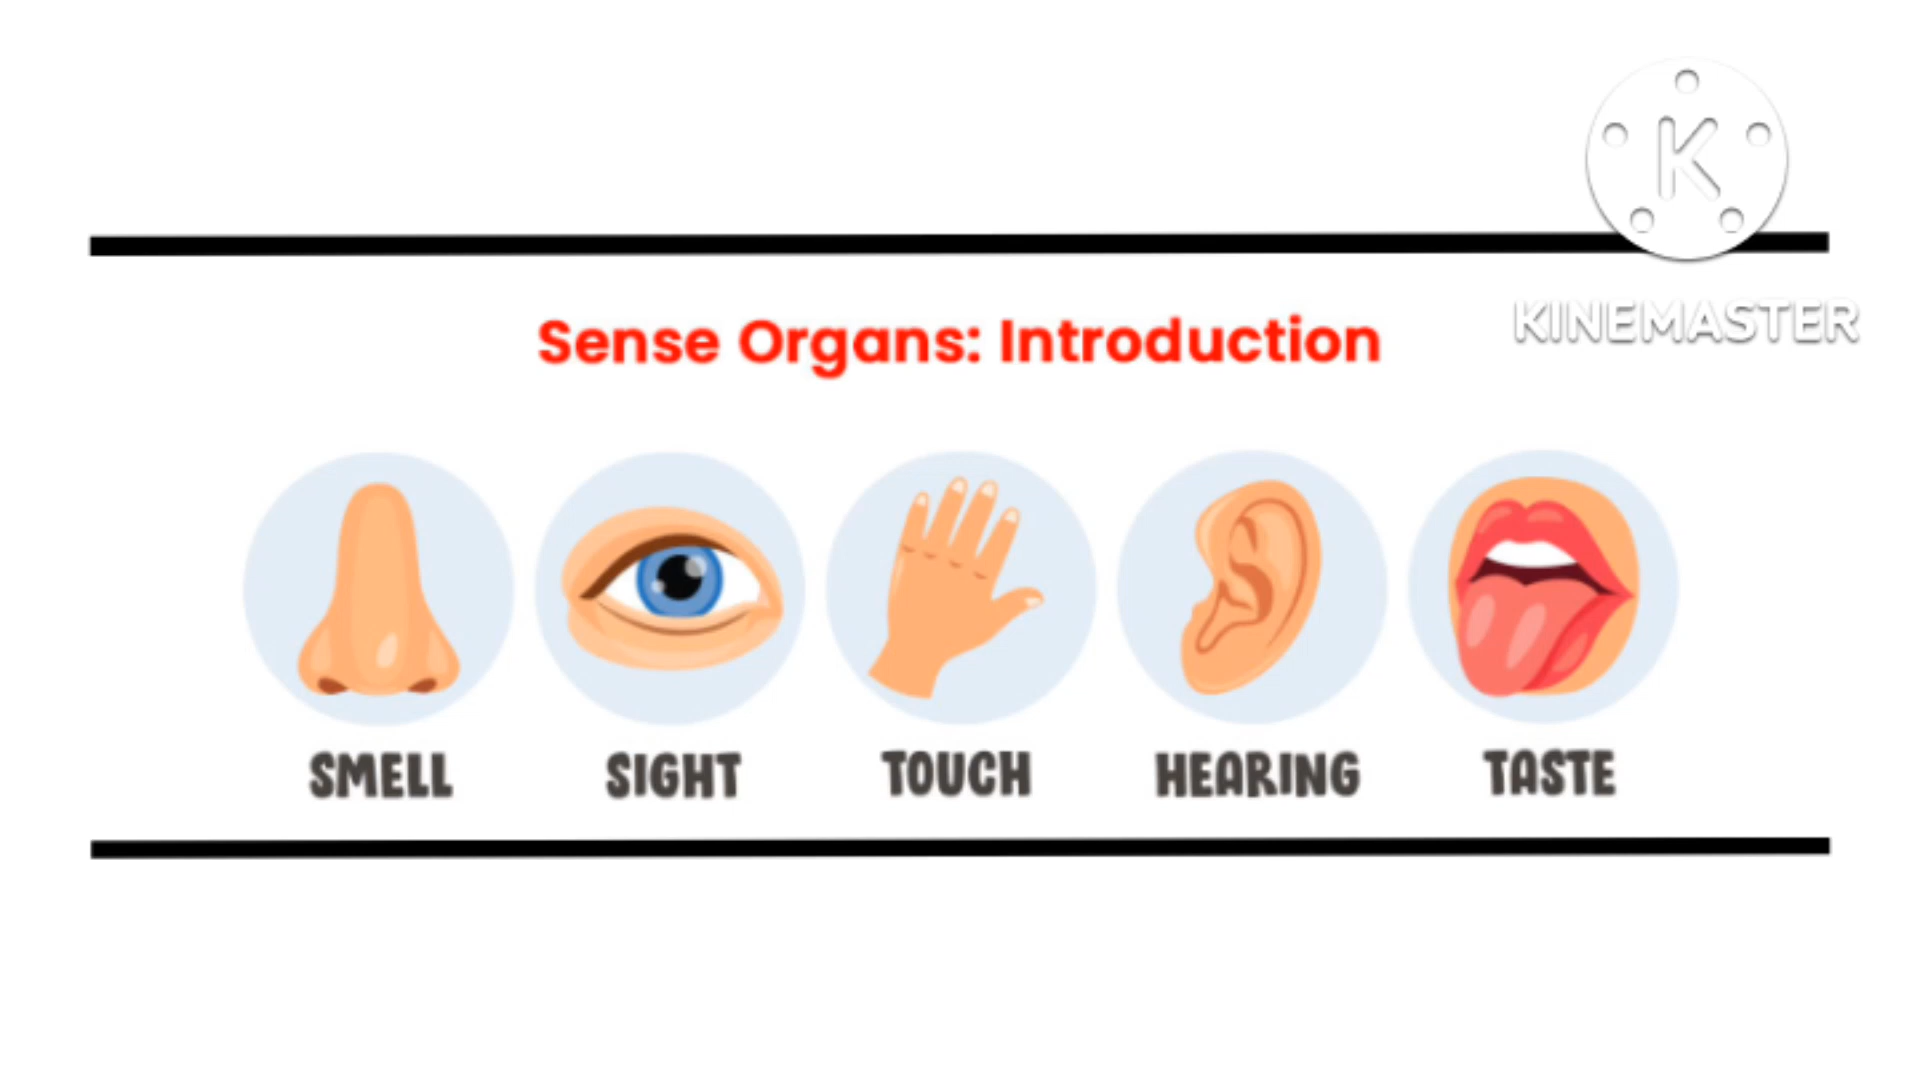 K
KINEMASTER
Sense Organs: Introduction
SMELL SIGHT TOUCH HEARING TASTE